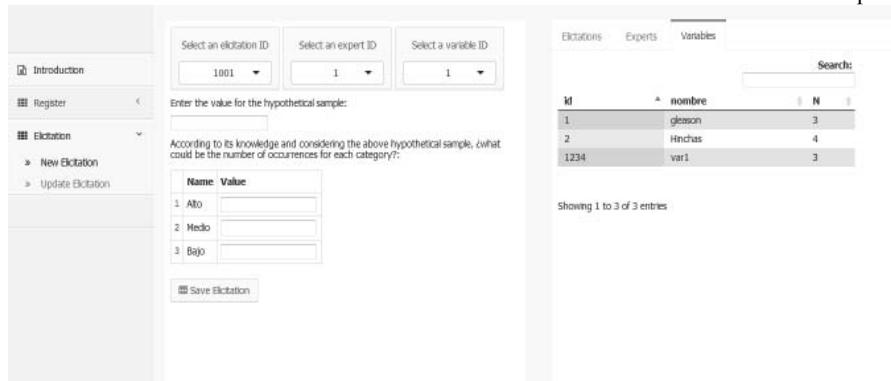 Introduction
Register
Elicitation
» New Elicitation
» Update Elicitation
Select an elicitation ID
1001
Select an expert ID
1
Select a variable ID
1
Enter the value for the hypothetical sample:
According to its knowledge and considering the above hypothetical sample, ¿what
could be the number of occurrences for each category?:
Name Value
1 Alto
2 Medio
3 Bajo
Save Elicitation
Elictations Experts Variables
Search:
id nombre N
1 gleason 3
2 Hinchas 4
1234 var1 3
Showing 1 to 3 of 3 entries